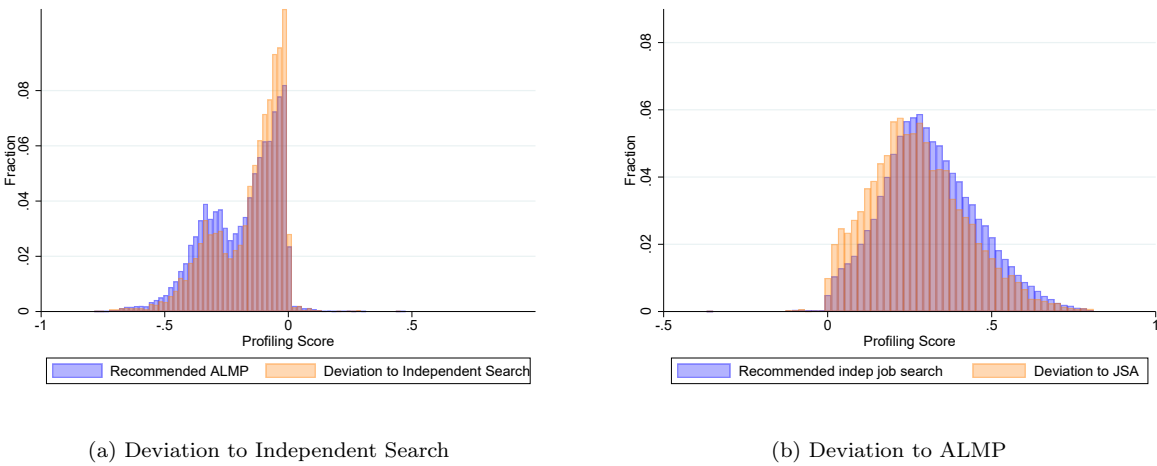 Fraction
.08
.06
.04
.02
0
-1
-.5
0
.5
Profiling Score
Recommended ALMP
Deviation to Independent Search
(a) Deviation to Independent Search
Fraction
.08
.06
.04
.02
0
-.5
0
.5
1
Profiling Score
Recommended indep job search
Deviation to JSA
(b) Deviation to ALMP